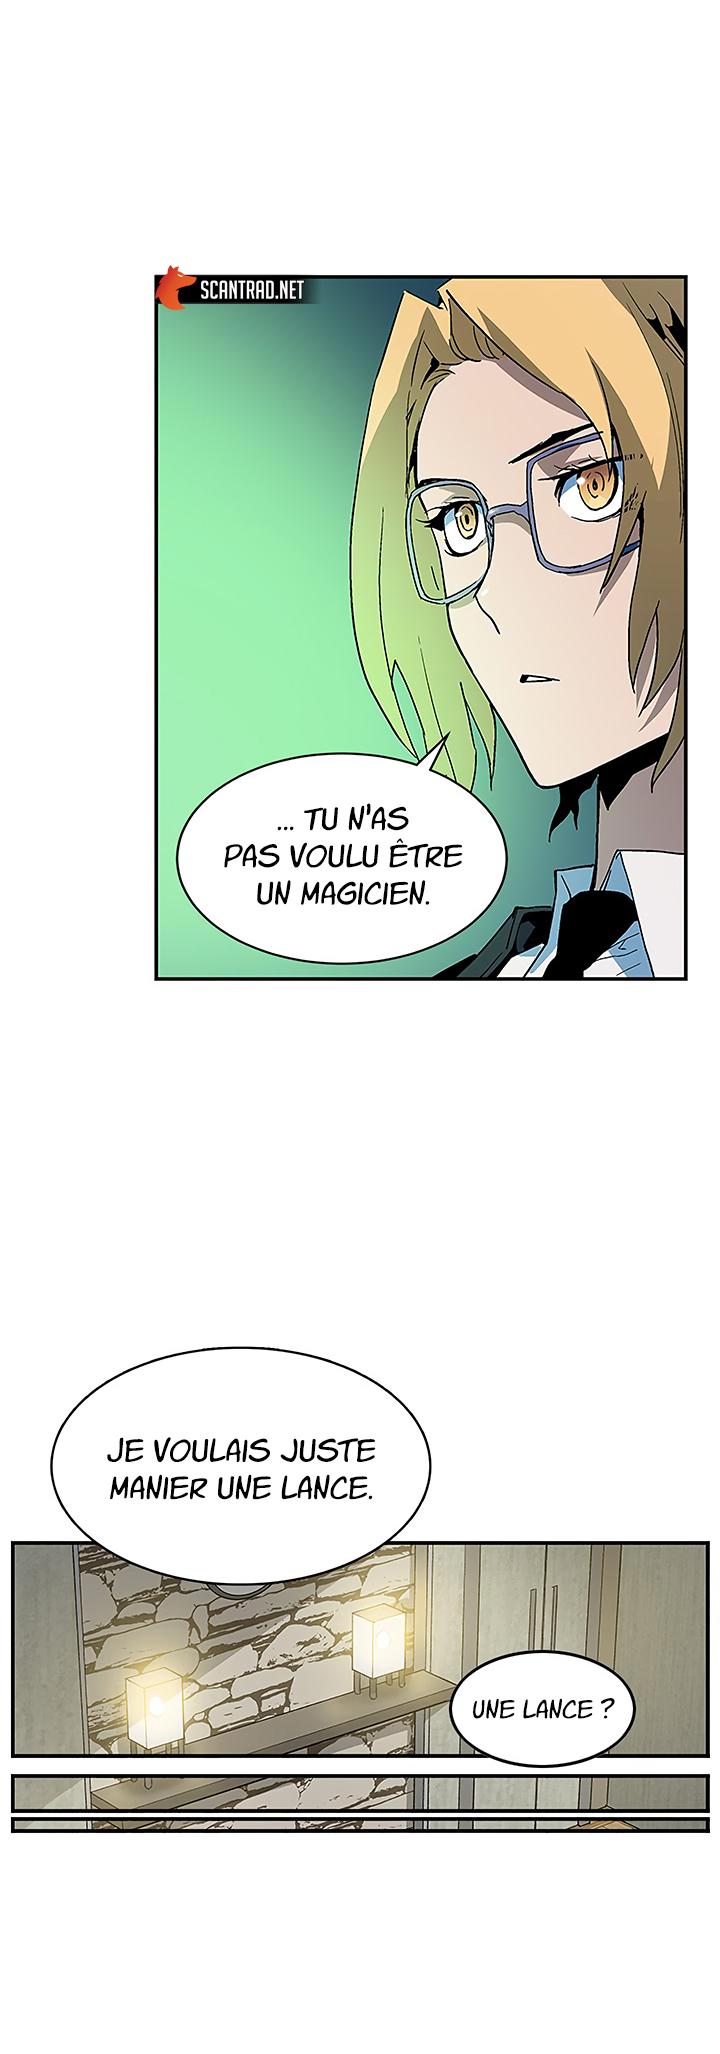 SCANTRAD.NET
... TU N'AS
PAS VOULU ÊTRE
UN MAGICIEN.
JE VOULAIS JUSTE
MANIER UNE LANCE.
UNE LANCE ?